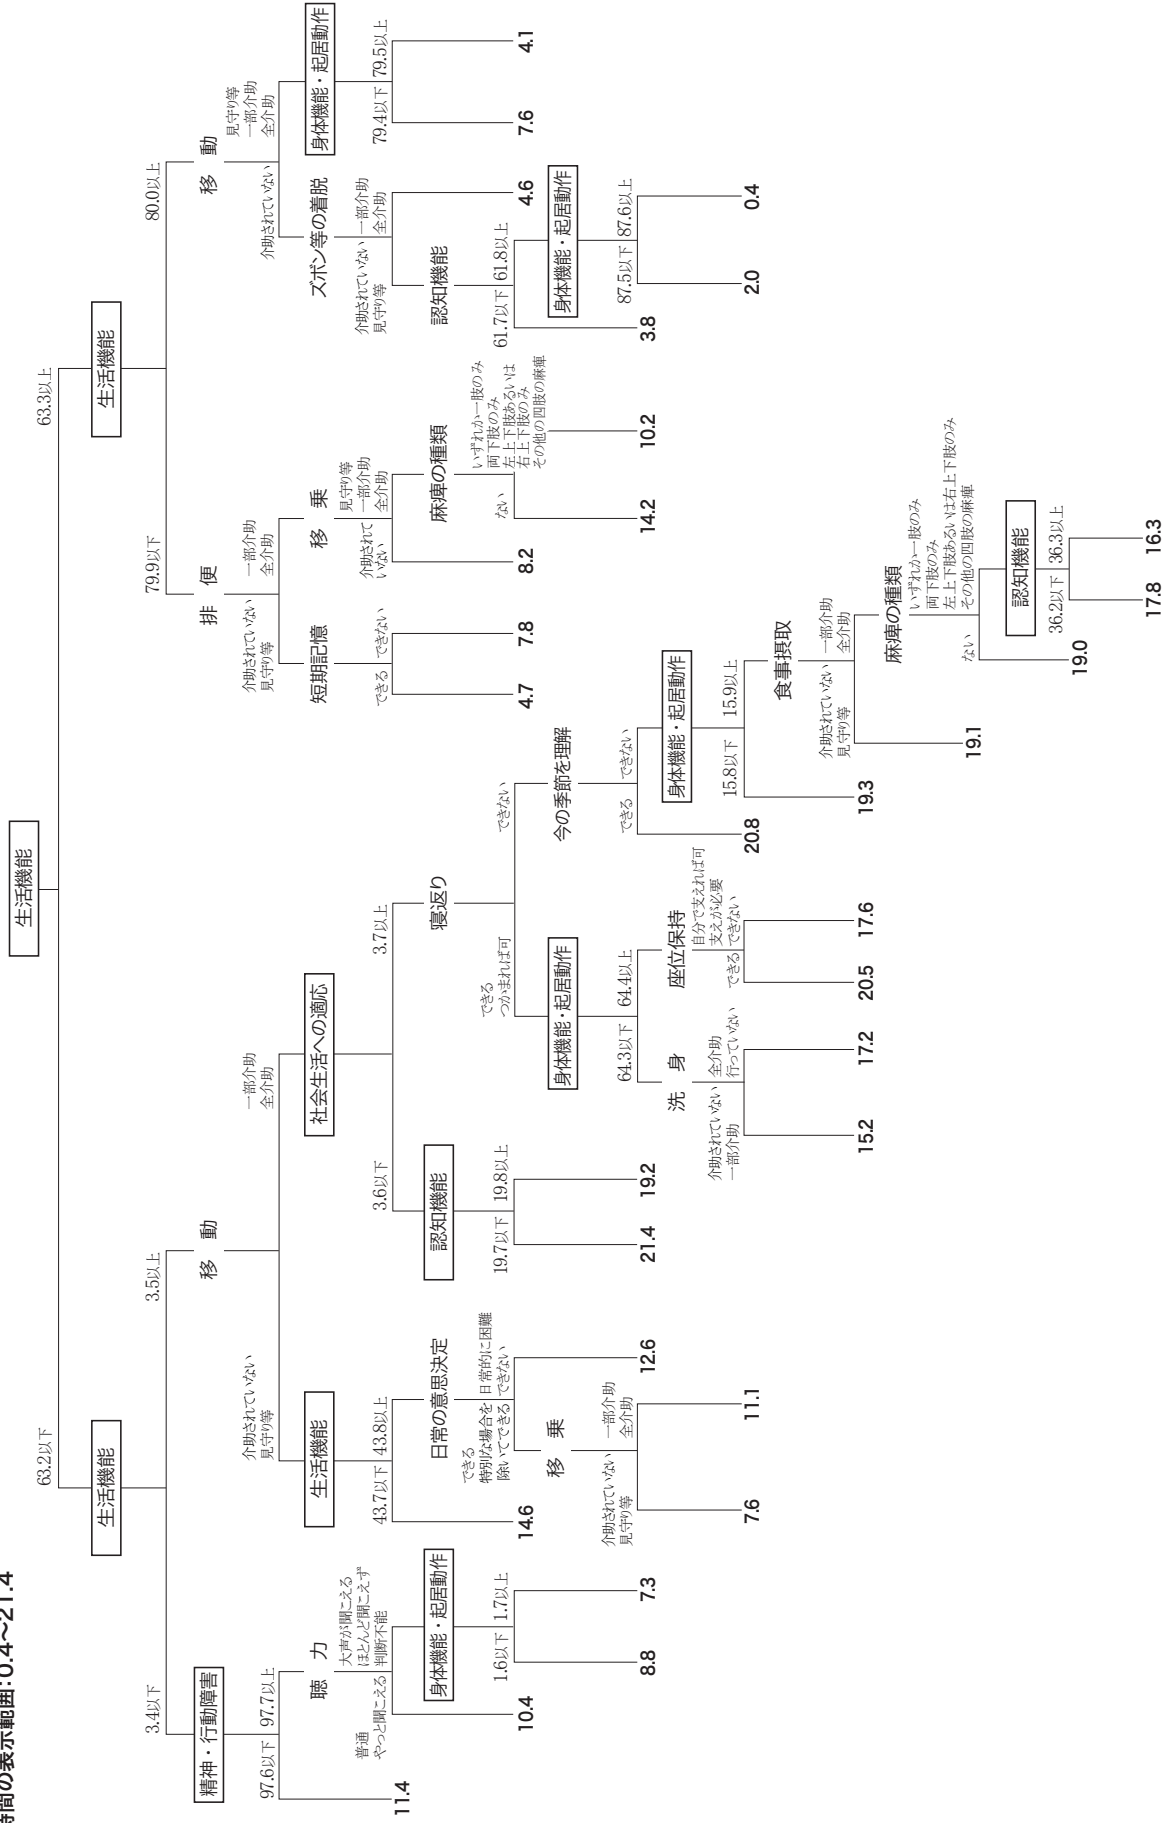 時間の表示範囲：0.4〜21.4
生活機能
63.2以下
63.3以上
生活機能
生活機能
3.4以下
3.5以上
79.9以下
80.0以上
精神・行動障害
移　動
排　便
移　動
97.6以下
97.7以上
介助されていない
見守り等
一部介助
全介助
介助されていない
見守り等
一部介助
全介助
介助されていない
見守り等
一部介助
全介助
11.4
聴　力
生活機能
社会生活への適応
短期記憶
移　乗
ズボン等の着脱
身体機能・起居動作
普通
やっと聞こえる
大声が聞こえる
ほとんど聞こえず
判断不能
43.7以下
43.8以上
3.6以下
3.7以上
できる
できない
介助されて
いない
見守り等
一部介助
全介助
介助されていない
見守り等
一部介助
全介助
79.4以下
79.5以上
10.4
身体機能・起居動作
14.6
日常の意思決定
認知機能
寝返り
4.7
7.8
8.2
麻痺の種類
認知機能
4.6
7.6
4.1
1.6以下
1.7以上
できる
特別な場合を
除いてできる
日常的に困難
できない
19.7以下
19.8以上
できる
つかまれば可
できない
ない
いずれか一肢のみ
両下肢のみ
左上下肢あるいは
右上下肢のみ
その他の四肢の麻痺
61.7以下
61.8以上
8.8
7.3
移　乗
12.6
21.4
19.2
身体機能・起居動作
今の季節を理解
14.2
10.2
3.8
身体機能・起居動作
介助されていない
見守り等
一部介助
全介助
64.3以下
64.4以上
できる
できない
87.5以下
87.6以上
7.6
11.1
洗　身
座位保持
20.8
身体機能・起居動作
2.0
0.4
介助されていない
一部介助
全介助
行っていない
できる
自分で支えれば可
支えが必要
できない
15.8以下
15.9以上
15.2
17.2
20.5
17.6
19.3
食事摂取
介助されていない
見守り等
一部介助
全介助
19.1
麻痺の種類
ない
いずれか一肢のみ
両下肢のみ
左上下肢あるいは右上下肢のみ
その他の四肢の麻痺
19.0
認知機能
36.2以下
36.3以上
17.8
16.3